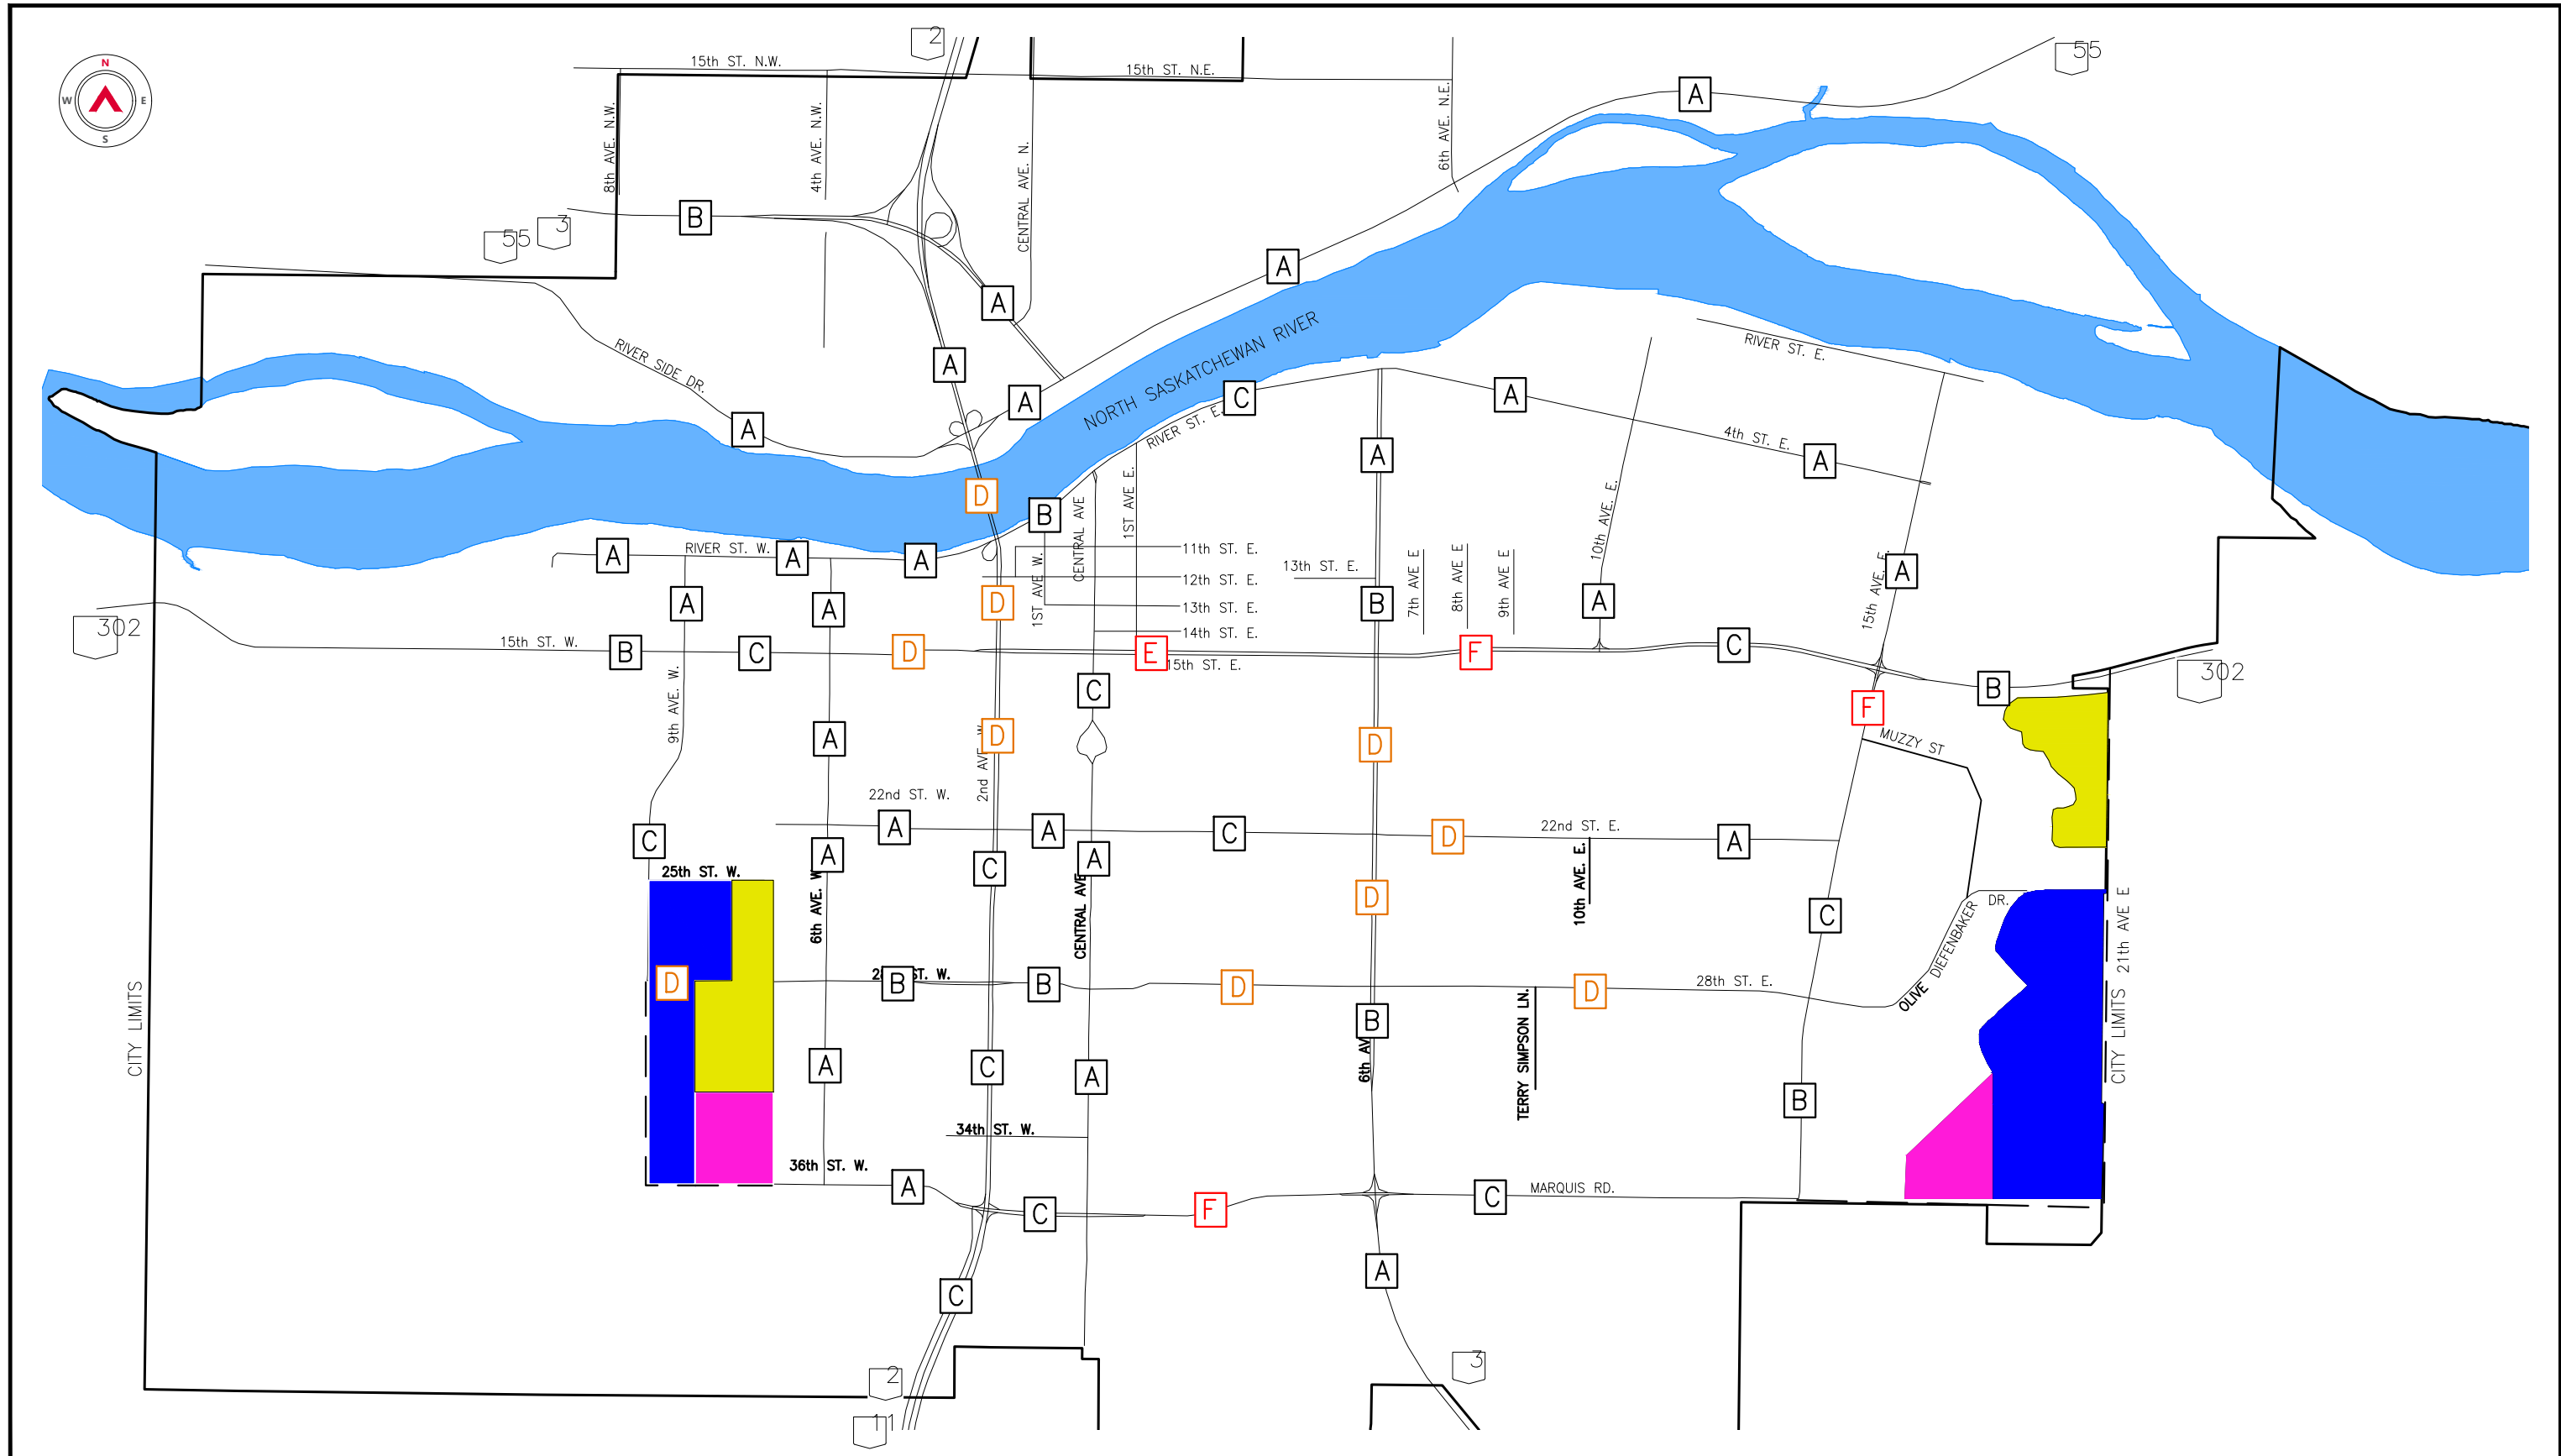 2
55
N
W
E
S
15th ST. N.W.
15th ST. N.E.
8th AVE. N.W.
4th AVE. N.W.
CENTRAL AVE. N.
6th AVE. N.E.
A
B
55
3
A
A
A
RIVER SIDE DR.
A
A
NORTH SASKATCHEWAN RIVER
RIVER ST. E.
C
A
RIVER ST. E.
4th ST. E.
A
A
D
B
CENTRAL AVE
1ST AVE E.
10th AVE. E.
A
RIVER ST. W.
A
A
11th ST. E.
12th ST. E.
13th ST. E.
14th ST. E.
13th ST. E.
1ST AVE W.
7th AVE E
8th AVE E
9th AVE E
15th AVE. E.
A
A
A
D
B
A
302
15th ST. W.
B
C
D
E
15th ST. E.
F
C
B
302
9th AVE. W.
A
2nd AVE W.
D
C
D
F
MUZZY ST
22nd ST. W.
A
A
C
D
22nd ST. E.
A
C
25th ST. W.
6th AVE. W.
A
C
CENTRAL AVE
A
D
10th AVE. E.
C
OLIVE DIEFENBAKER DR.
CITY LIMITS 21th AVE E
CITY LIMITS
D
ST. W.
B
B
D
D
28th ST. E.
6th AV
B
TERRY SIMPSON LN.
A
C
A
B
34th ST. W.
36th ST. W.
A
C
F
C
MARQUIS RD.
C
A
2
11
3